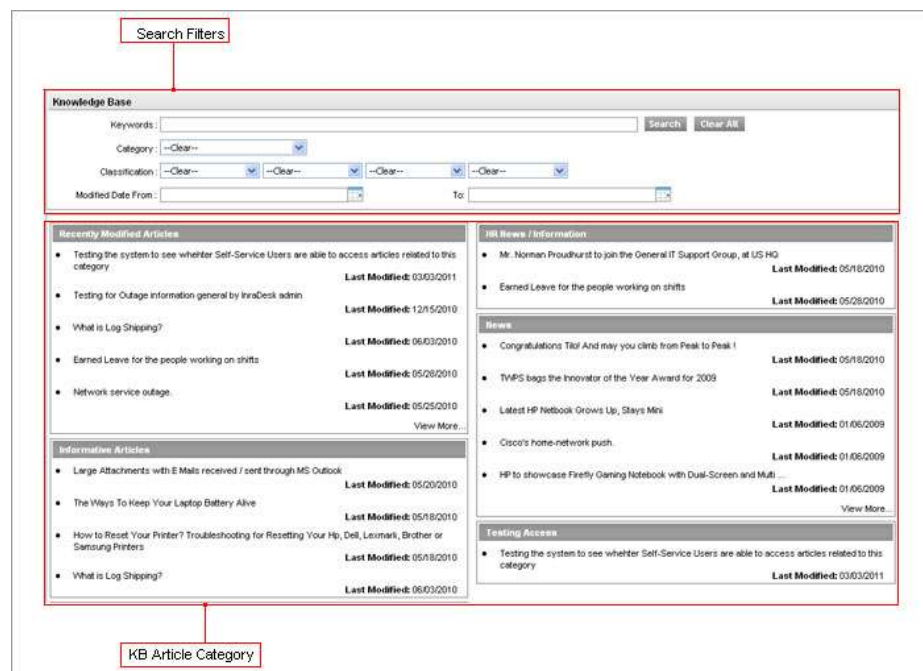 Search Filters
Knowledge Base
Keywords :
Search
Clear All
Category :
--Clear--
Classification :
--Clear--
--Clear--
--Clear--
--Clear--
Modified Date From :
To:
Recently Modified Articles
Testing the system to see whehter Self-Service Users are able to access articles related to this
category
Last Modified: 03/03/2011
Testing for Outage information general by InraDesk admin
Last Modified: 12/15/2010
What is Log Shipping?
Last Modified: 06/03/2010
Earned Leave for the people working on shifts
Last Modified: 05/28/2010
Network service outage.
Last Modified: 05/25/2010
View More...
Informative Articles
Large Attachments with E Mails received / sent through MS Outlook
Last Modified: 05/20/2010
The Ways To Keep Your Laptop Battery Alive
Last Modified: 05/18/2010
How to Reset Your Printer? Troubleshooting for Resetting Your Hp, Dell, Lexmark, Brother or
Samsung Printers
Last Modified: 05/18/2010
What is Log Shipping?
Last Modified: 06/03/2010
HR News / Information
Mr. Norman Proudhurst to join the General IT Support Group, at US HQ
Last Modified: 05/18/2010
Earned Leave for the people working on shifts
Last Modified: 05/28/2010
News
Congratulations Tilo! And may you climb from Peak to Peak !
Last Modified: 05/18/2010
TWPS bags the Innovator of the Year Award for 2009
Last Modified: 05/18/2010
Latest HP Netbook Grows Up, Stays Mini
Last Modified: 01/06/2009
Cisco's home-network push.
Last Modified: 01/06/2009
HP to showcase Firefly Gaming Notebook with Dual-Screen and Multi ...
Last Modified: 01/06/2009
View More...
Testing Access
Testing the system to see whehter Self-Service Users are able to access articles related to this
category
Last Modified: 03/03/2011
KB Article Category